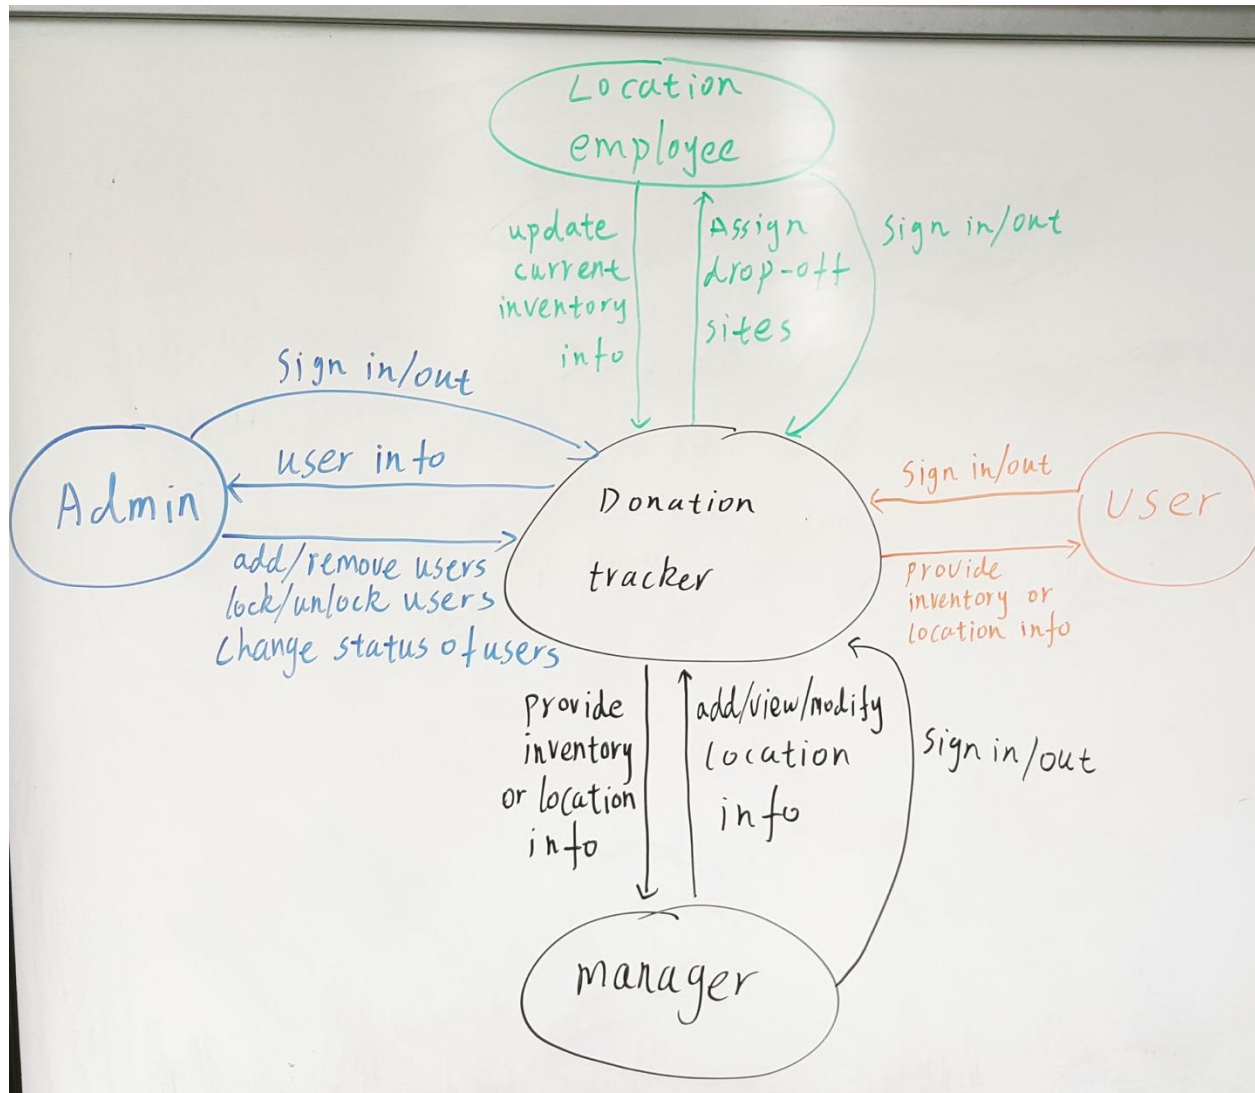 Location
employee
update
current
inventory
info
Assign
drop-off
sites
sign in/out
Sign in/out
user info
Admin
add/remove users
lock/unlock users
change status of users
Donation
tracker
sign in/out
user
provide
inventory or
location info
provide
inventory
or location
info
add/view/modify
location
info
sign in/out
manager